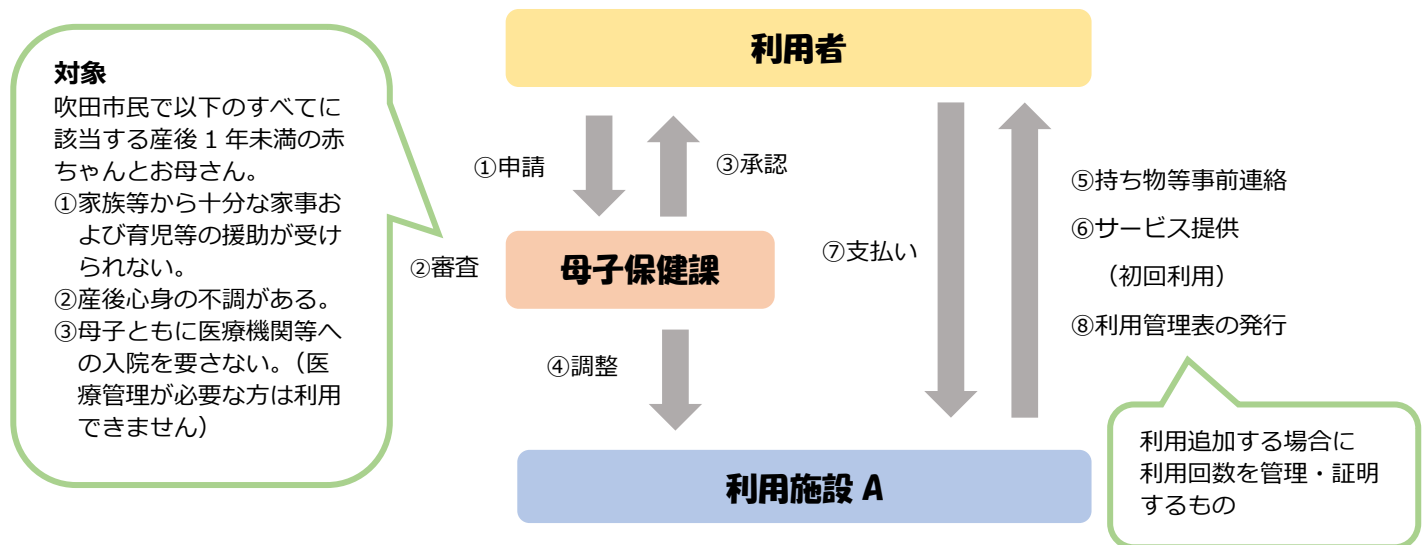 利用者
対象
吹田市民で以下のすべてに
該当する産後1年未満の赤
ちゃんとお母さん。
①家族等から十分な家事お
よび育児等の援助が受け
られない。
②産後心身の不調がある。
③母子ともに医療機関等へ
の入院を要さない。（医
療管理が必要な方は利用
できません）
①申請
③承認
②審査
母子保健課
④調整
⑦支払い
⑤持ち物等事前連絡
⑥サービス提供
（初回利用）
⑧利用管理表の発行
利用追加する場合に
利用回数を管理・証明
するもの
利用施設 A